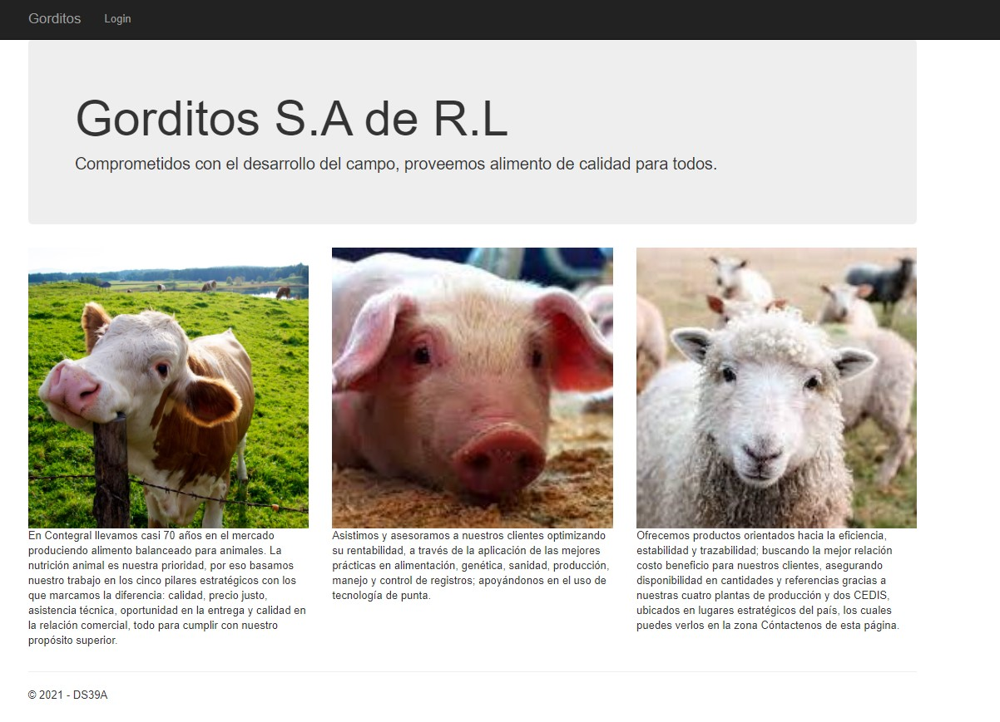 Gorditos Login
Gorditos S.A de R.L
Comprometidos con el desarrollo del campo, proveemos alimento de calidad para todos.
En Contegral llevamos casi 70 años en el mercado
produciendo alimento balanceado para animales. La
nutrición animal es nuestra prioridad, por eso basamos
nuestro trabajo en los cinco pilares estratégicos con los
que marcamos la diferencia: calidad, precio justo,
asistencia técnica, oportunidad en la entrega y calidad en
la relación comercial, todo para cumplir con nuestro
propósito superior.
Asistimos y asesoramos a nuestros clientes optimizando
su rentabilidad, a través de la aplicación de las mejores
prácticas en alimentación, genética, sanidad, producción,
manejo y control de registros; apoyándonos en el uso de
tecnología de punta.
Ofrecemos productos orientados hacia la eficiencia,
estabilidad y trazabilidad; buscando la mejor relación
costo beneficio para nuestros clientes, asegurando
disponibilidad en cantidades y referencias gracias a
nuestras cuatro plantas de producción y dos CEDIS,
ubicados en lugares estratégicos del país, los cuales
puedes verlos en la zona Cóntactenos de esta página.
© 2021 - DS39A